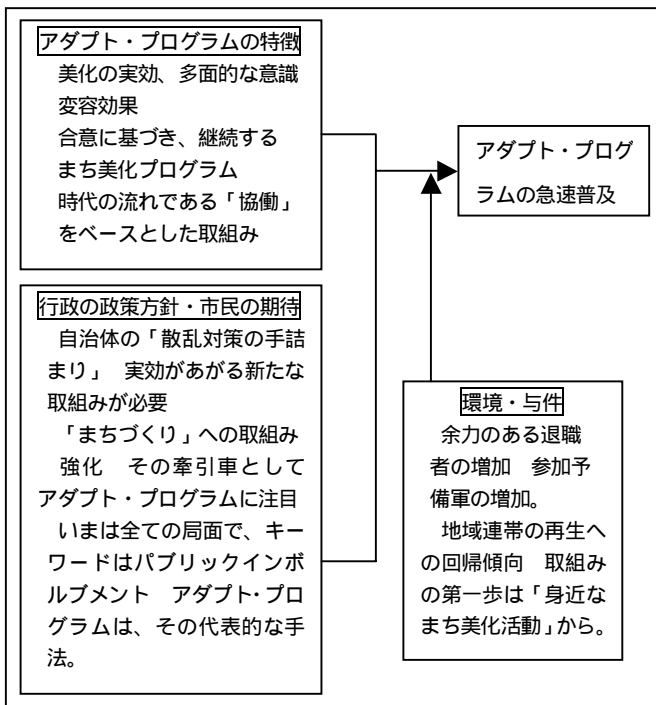 アダプト・プログラムの特徴
美化の実効、多面的な意識
変容効果
合意に基づき、継続する
まち美化プログラム
時代の流れである「協働」
をベースとした取組み
アダプト・プログ
ラムの急速普及
行政の政策方針・市民の期待
自治体の「散乱対策の手詰
まり」 実効があがる新たな
取組みが必要
「まちづくり」への取組み
強化 その牽引車として
アダプト・プログラムに注目
いまは全ての局面で、キー
ワードはパブリックインボ
ルブメント アダプト・プロ
グラムは、その代表的な手
法。
環境・与件
余力のある退職
者の増加 参加予
備軍の増加。
地域連帯の再生へ
の回帰傾向 取組み
の第一歩は「身近な
まち美化活動」から。